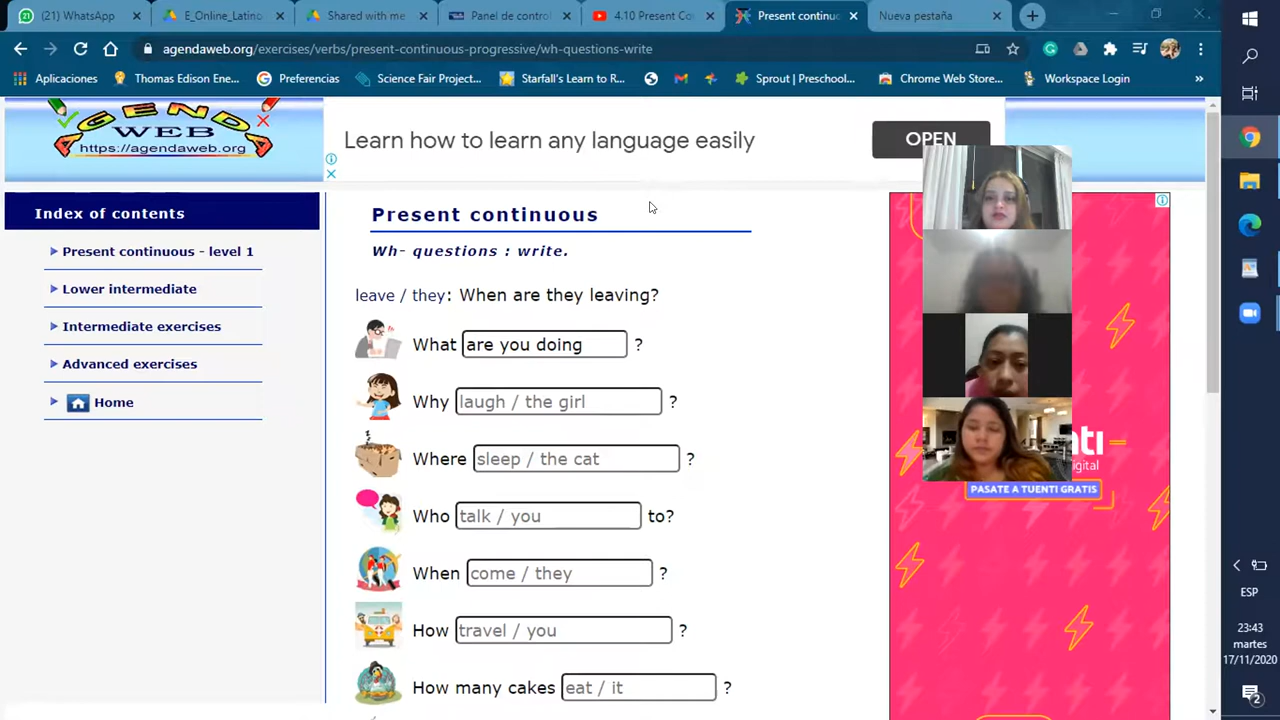 (21) WhatsApp
E_Online_Latino
Shared with me
Panel de control
4.10 Present Co
Present continuo
Nueva pestaña
agendaweb.org/exercises/verbs/present-continuous-progressive/wh-questions-write
Aplicaciones
Thomas Edison Ene...
Preferencias
Science Fair Project...
Starfall's Learn to R...
Sprout | Preschool...
Chrome Web Store...
Workspace Login
»
AGENDA
WEB
https://agendaweb.org
Learn how to learn any language easily
OPEN
Index of contents
Present continuous - level 1
Lower intermediate
Intermediate exercises
Advanced exercises
Home
Present continuous
Wh- questions : write.
leave / they: When are they leaving?
What are you doing ?
Why laugh / the girl ?
Where sleep / the cat ?
Who talk / you to?
When come / they ?
How travel / you ?
How many cakes eat / it ?
nti
digital
PASATE A TUENTI GRATIS
ESP
23:43
martes
17/11/2020
2